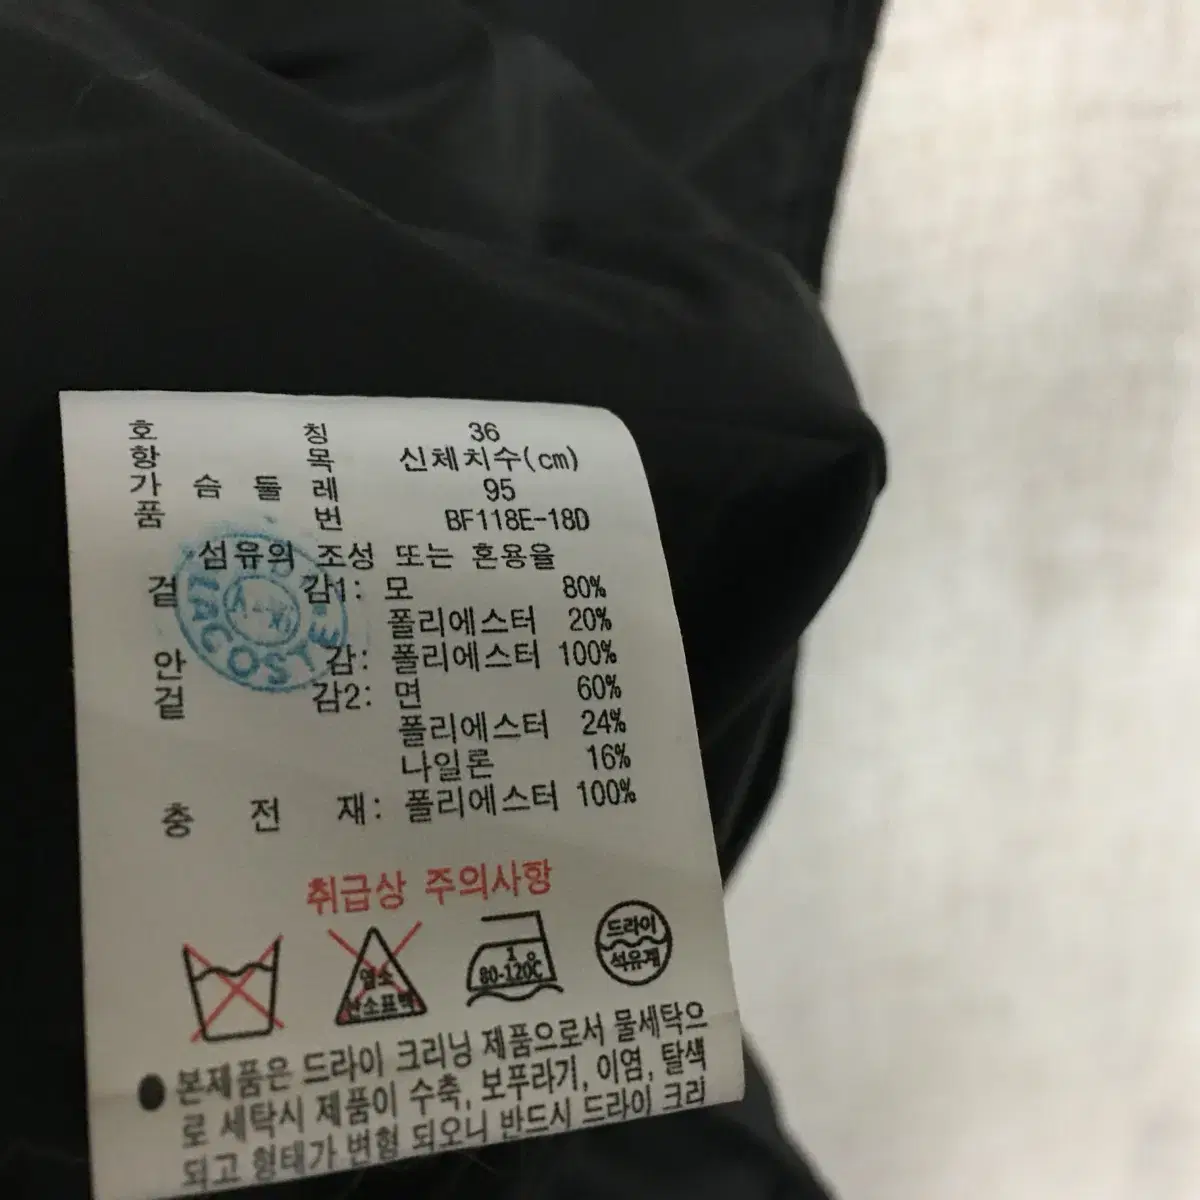 호 칭 36
항 목 신체치수(cm)
가 슴 둘 레 95
품 번 BF118E-18D
섬유의 조성 또는 혼용율
겉 감1: 모 80%
폴리에스터 20%
안 감: 폴리에스터 100%
겉 감2: 면 60%
폴리에스터 24%
나일론 16%
충 전 재: 폴리에스터 100%
취급상 주의사항
염소
산소표백
1
80-120℃
드라이
석유계
● 본제품은 드라이 크리닝 제품으로서 물세탁으
로 세탁시 제품이 수축, 보푸라기, 이염, 탈색
되고 형태가 변형 되오니 반드시 드라이 크리